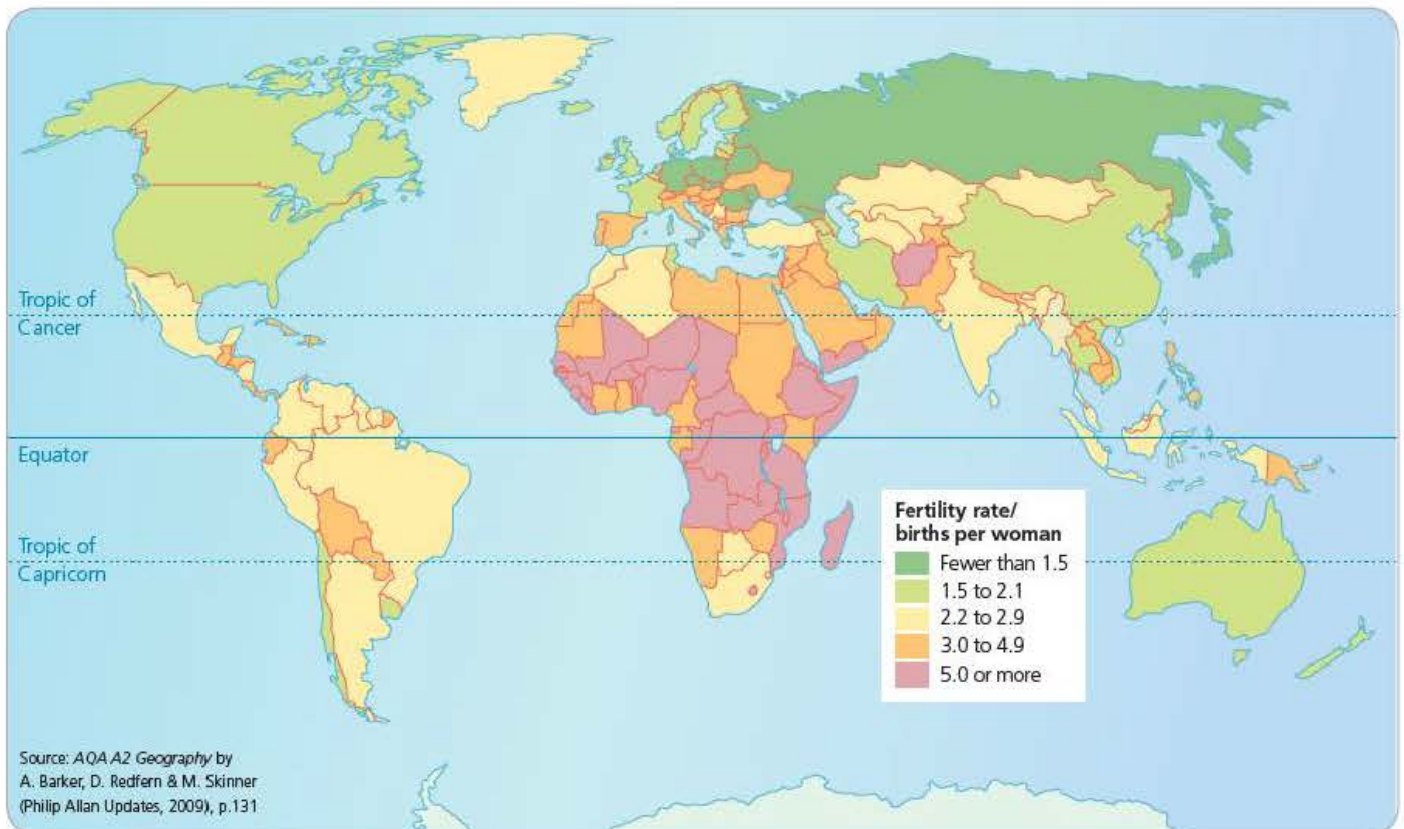 Tropic of
Cancer
Equator
Tropic of
Capricorn
Fertility rate/
births per woman
Fewer than 1.5
1.5 to 2.1
2.2 to 2.9
3.0 to 4.9
5.0 or more
Source: AQA A2 Geography by
A. Barker, D. Redfern & M. Skinner
(Philip Allan Updates, 2009), p.131